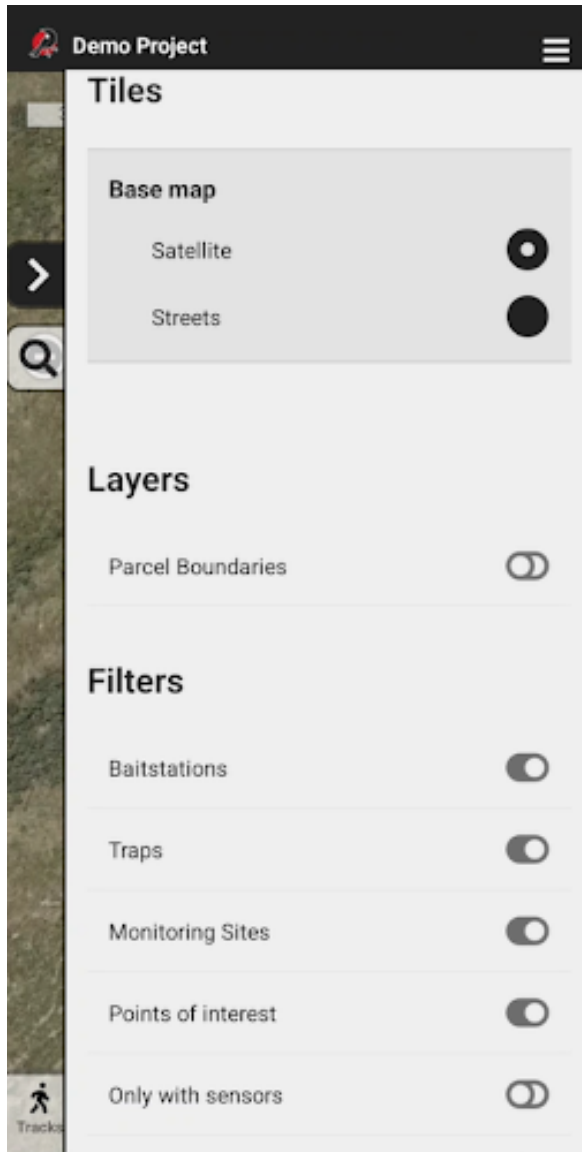 Demo Project
Tiles
Base map
Satellite
Streets
Layers
Parcel Boundaries
Filters
Baitstations
Traps
Monitoring Sites
Points of interest
Only with sensors
Tracks